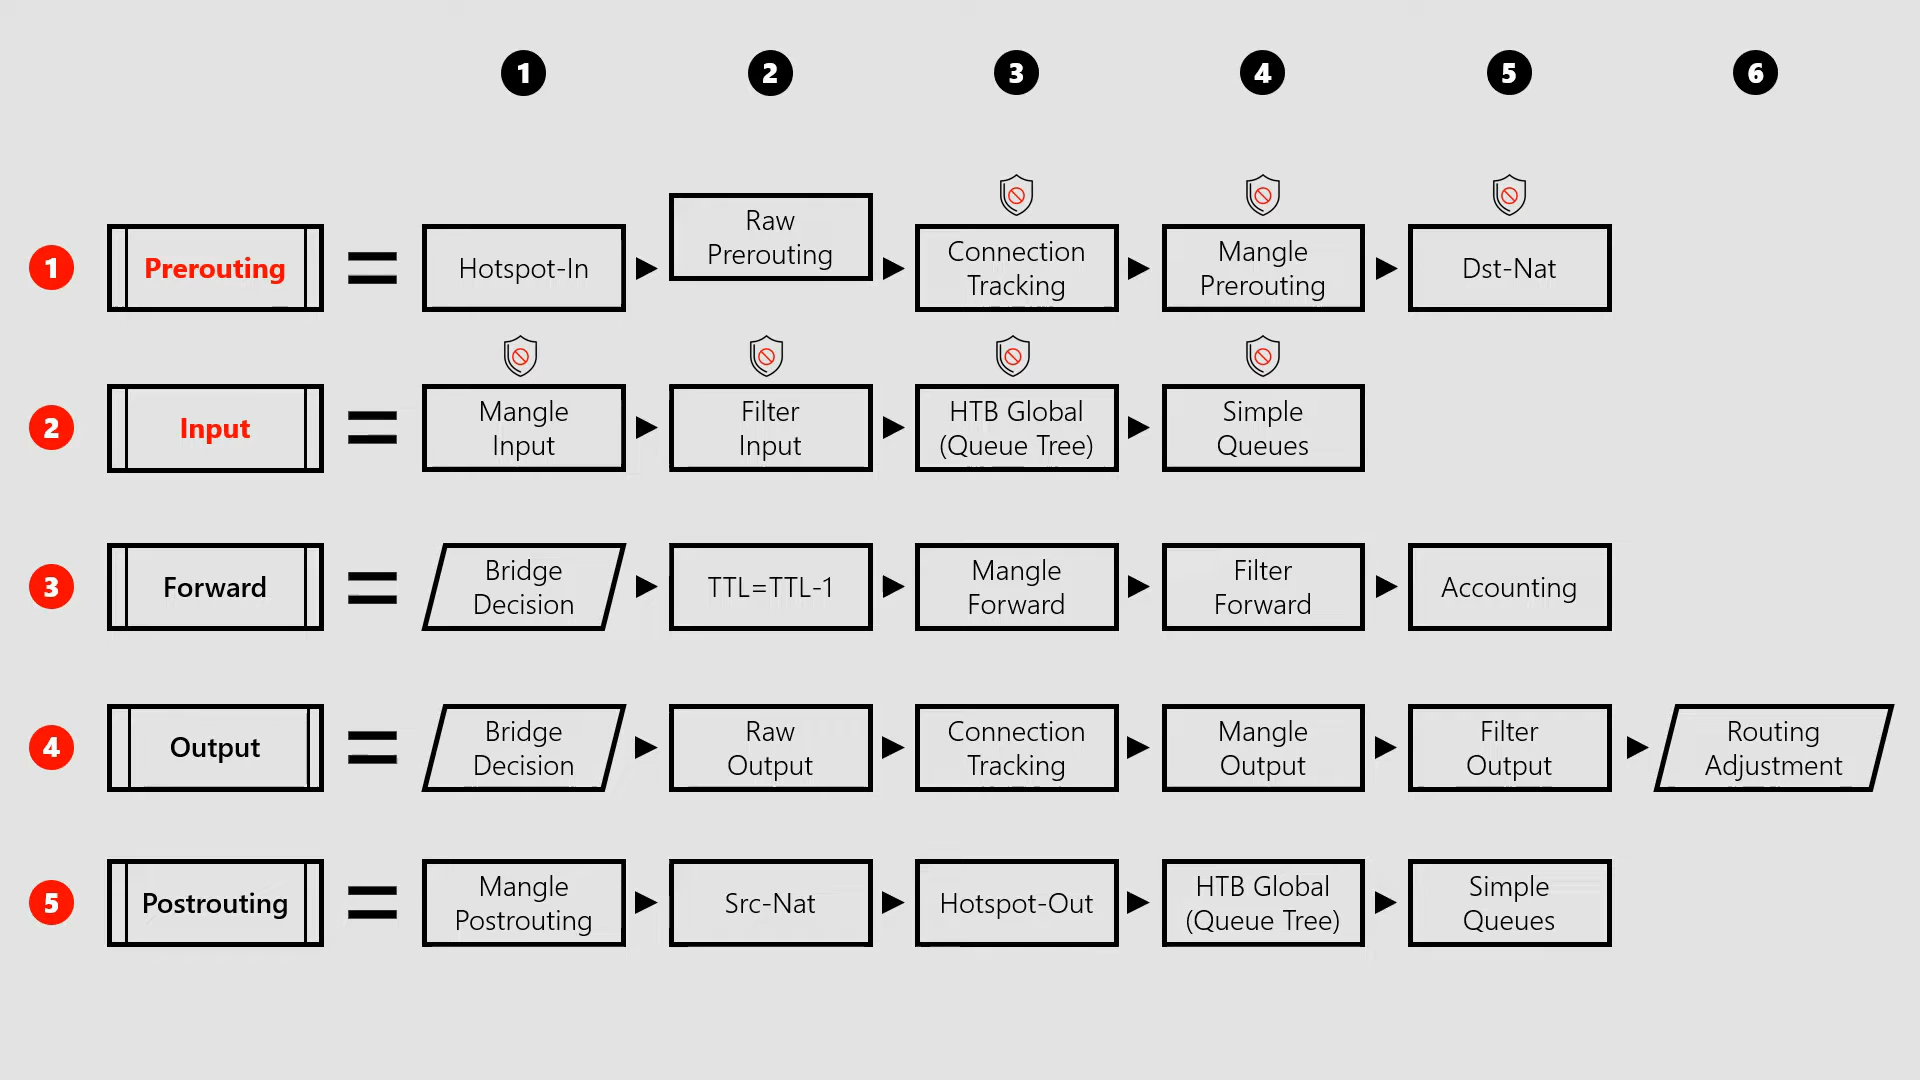 1 2 3 4 5 6
1 Prerouting = Hotspot-In
Raw
Prerouting
Connection
Tracking
Mangle
Prerouting
Dst-Nat
2 Input = Mangle
Input
Filter
Input
HTB Global
(Queue Tree)
Simple
Queues
3 Forward = Bridge
Decision
TTL=TTL-1
Mangle
Forward
Filter
Forward
Accounting
4 Output = Bridge
Decision
Raw
Output
Connection
Tracking
Mangle
Output
Filter
Output
Routing
Adjustment
5 Postrouting = Mangle
Postrouting
Src-Nat
Hotspot-Out
HTB Global
(Queue Tree)
Simple
Queues